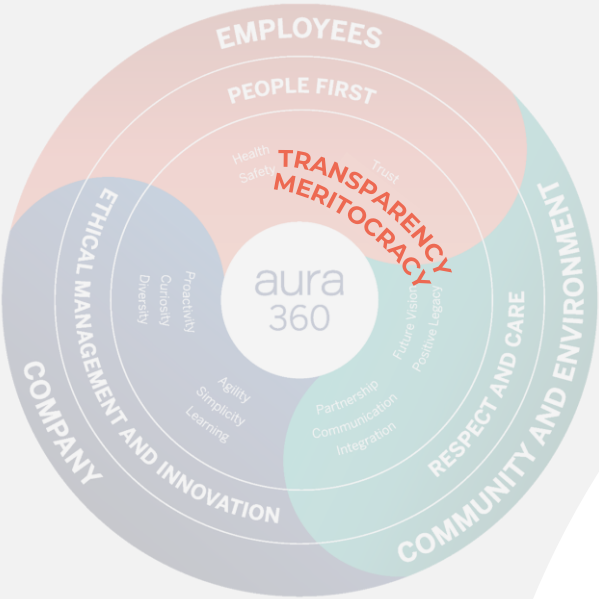 EMPLOYEES
PEOPLE FIRST
Health
Safety
Trust
TRANSPARENCY
MERITOCRACY
ETHICAL MANAGEMENT AND INNOVATION
COMPANY
Diversity
Curiosity
Proactivity
Agility
Simplicity
Learning
aura
360
Future Vision
Positive Legacy
Partnership
Communication
Integration
RESPECT AND CARE
COMMUNITY AND ENVIRONMENT